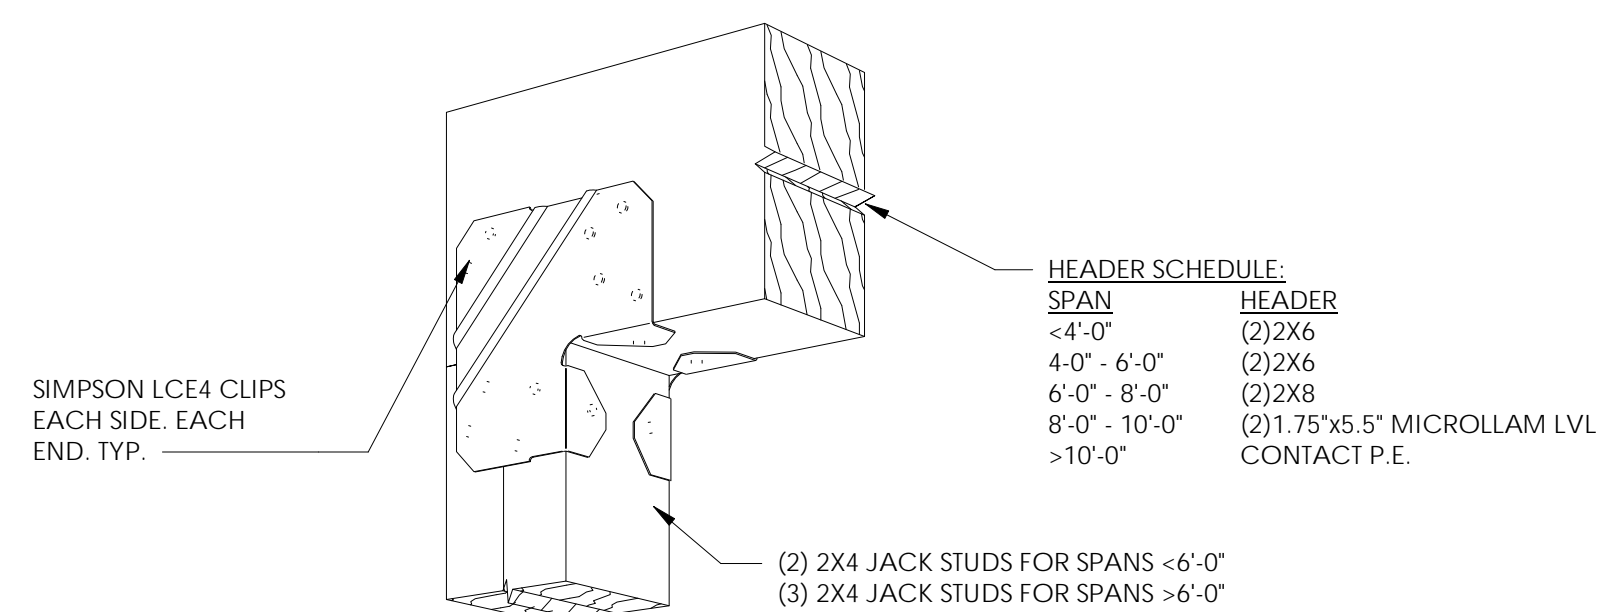 HEADER SCHEDULE:
SPAN HEADER
<4'-0" (2)2X6
4-0" - 6'-0" (2)2X6
6'-0" - 8'-0" (2)2X8
8'-0" - 10'-0" (2)1.75"x5.5" MICROLLAM LVL
>10'-0" CONTACT P.E.
SIMPSON LCE4 CLIPS
EACH SIDE. EACH
END. TYP.
(2) 2X4 JACK STUDS FOR SPANS <6'-0"
(3) 2X4 JACK STUDS FOR SPANS >6'-0"